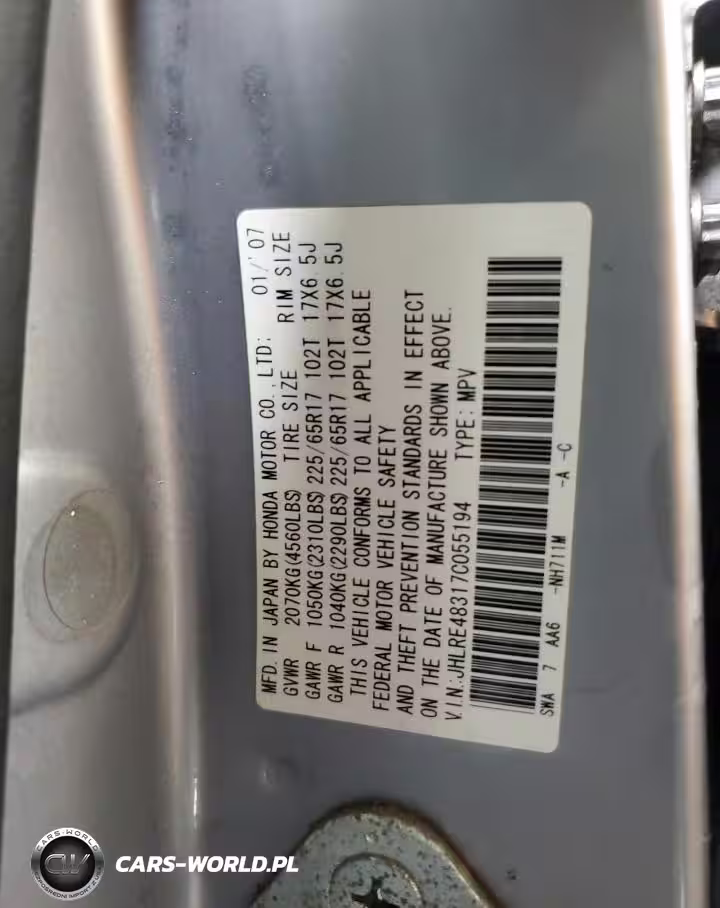 MFD. IN JAPAN BY HONDA MOTOR CO.,LTD: 01/'07
GVWR 2070KG(4560LBS) TIRE SIZE RIM SIZE
GAWR F 1050KG(2310LBS) 225/65R17 102T 17X6.5J
GAWR R 1040KG(2290LBS) 225/65R17 102T 17X6.5J
THIS VEHICLE CONFORMS TO ALL APPLICABLE
FEDERAL MOTOR VEHICLE SAFETY
AND THEFT PREVENTION STANDARDS IN EFFECT
ON THE DATE OF MANUFACTURE SHOWN ABOVE.
V.I.N:JHLRE48317C055194 TYPE: MPV
SWA 7 AA6 -NH711M -A -C
CARS-WORLD
CW
CARS-WORLD.PL